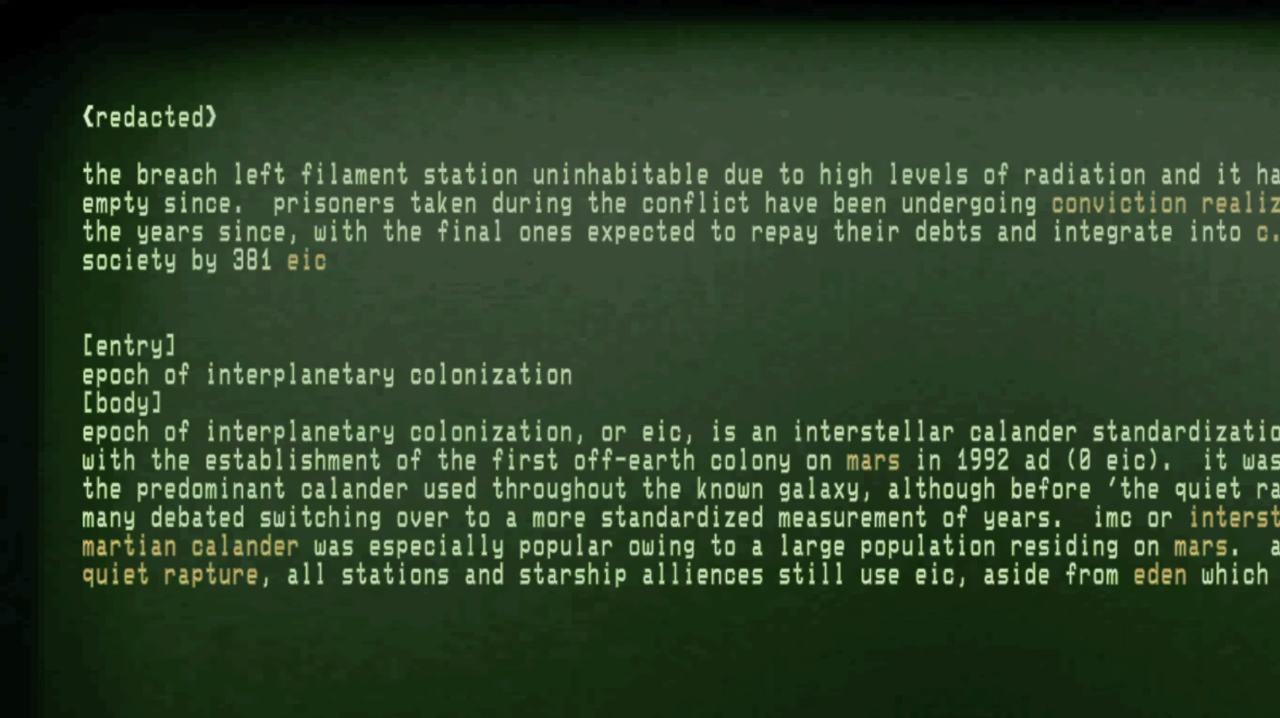 <redacted>
the breach left filament station uninhabitable due to high levels of radiation and it ha
empty since. prisoners taken during the conflict have been undergoing conviction realiz
the years since, with the final ones expected to repay their debts and integrate into c.
society by 381 eic
[entry]
epoch of interplanetary colonization
[body]
epoch of interplanetary colonization, or eic, is an interstellar calander standardizatio
with the establishment of the first off-earth colony on mars in 1992 ad (0 eic). it was
the predominant calander used throughout the known galaxy, although before 'the quiet ra
many debated switching over to a more standardized measurement of years. imc or interst
martian calander was especially popular owing to a large population residing on mars. a
quiet rapture, all stations and starship alliences still use eic, aside from eden which